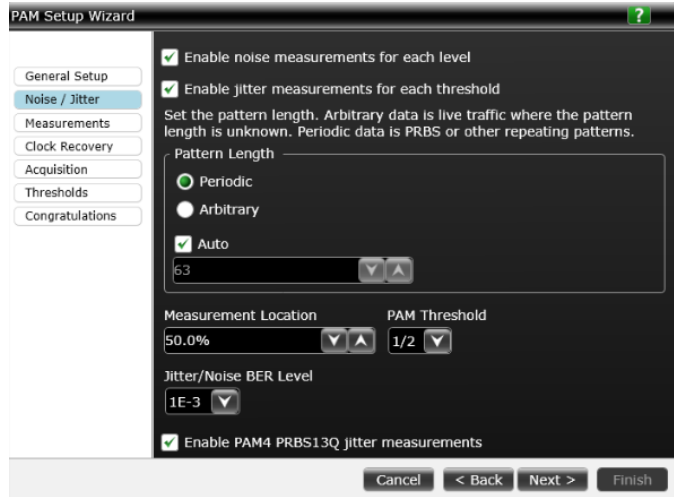 PAM Setup Wizard
?
General Setup
Noise / Jitter
Measurements
Clock Recovery
Acquisition
Thresholds
Congratulations
Enable noise measurements for each level
Enable jitter measurements for each threshold
Set the pattern length. Arbitrary data is live traffic where the pattern
length is unknown. Periodic data is PRBS or other repeating patterns.
Pattern Length
Periodic
Arbitrary
Auto
63
Measurement Location PAM Threshold
50.0% 1/2
Jitter/Noise BER Level
1E-3
Enable PAM4 PRBS13Q jitter measurements
Cancel < Back Next > Finish